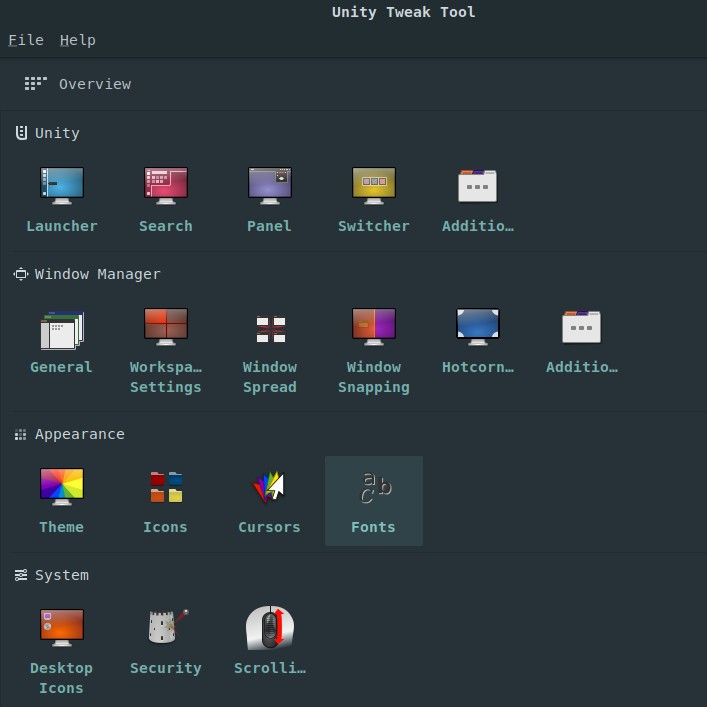 Unity Tweak Tool
File Help
Overview
Unity
Launcher Search Panel Switcher Additio…
Window Manager
General Workspa… Window Window Hotcorn… Additio…
Settings Spread Snapping
Appearance
Theme Icons Cursors Fonts
System
Desktop Security Scrolli…
Icons